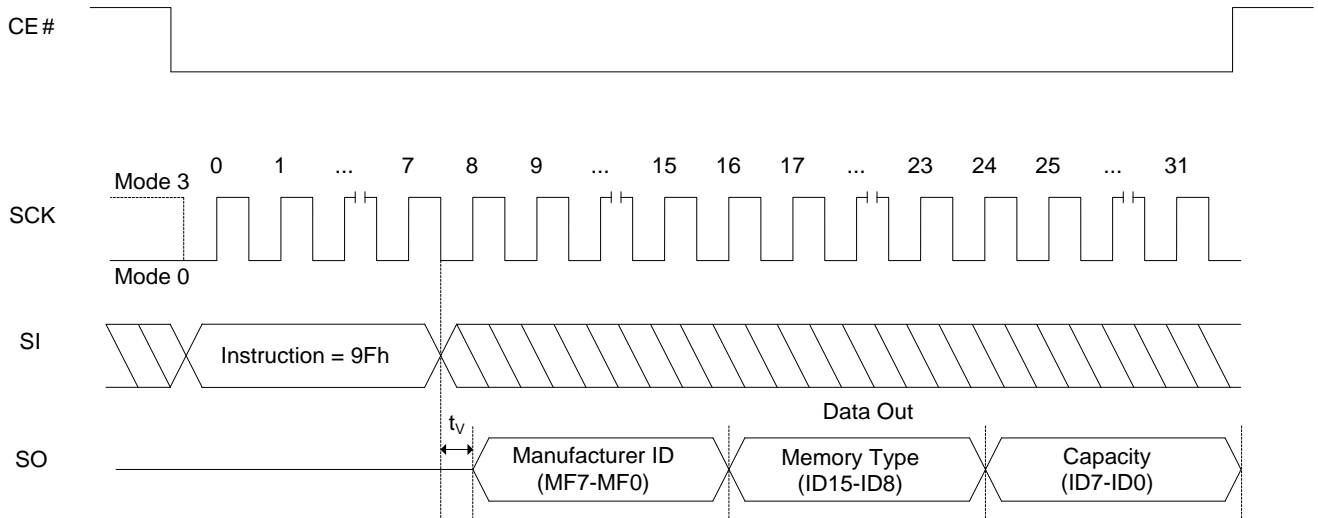 CE #
0 1 ... 7 8 9 ... 15 16 17 ... 23 24 25 ... 31
Mode 3
SCK
Mode 0
SI
Instruction = 9Fh
Data Out
tV
SO
Manufacturer ID
(MF7-MF0)
Memory Type
(ID15-ID8)
Capacity
(ID7-ID0)